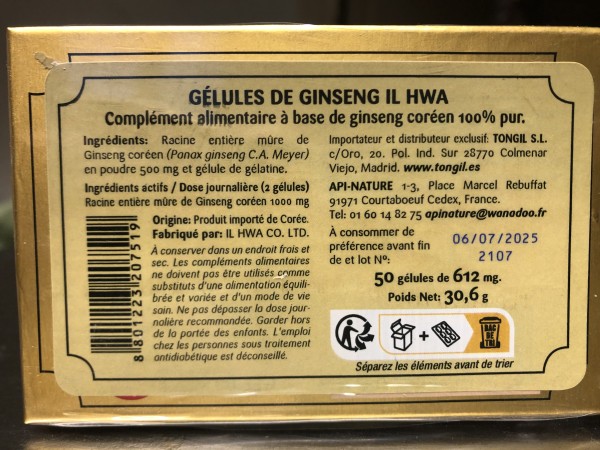 GÉLULES DE GINSENG IL HWA
Complément alimentaire à base de ginseng coréen 100% pur.
Ingrédients: Racine entière mûre de
Ginseng coréen (Panax ginseng C.A. Meyer)
en poudre 500 mg et gélule de gélatine.
Ingrédients actifs / Dose journalière (2 gélules)
Racine entière mûre de Ginseng coréen 1000 mg
Origine: Produit importé de Corée.
Fabriqué par: IL HWA CO. LTD.
À conserver dans un endroit frais et
sec. Les compléments alimentaires
ne doivent pas être utilisés comme
substituts d'une alimentation équili-
brée et variée et d'un mode de vie
sain. Ne pas dépasser la dose jour-
nalière recommandée. Garder hors
de la portée des enfants. L'emploi
chez les personnes sous traitement
antidiabétique est déconseillé.
8 801223 207519
Importateur et distributeur exclusif: TONGIL S.L.
c/Oro, 20. Pol. Ind. Sur 28770 Colmenar
Viejo, Madrid. www.tongil.es
API-NATURE 1-3, Place Marcel Rebuffat
91971 Courtaboeuf Cedex, France.
Tel: 01 60 14 82 75 apinature@wanadoo.fr
À consommer de
préférence avant fin
de et lot Nº:
06/07/2025
2107
50 gélules de 612 mg.
Poids Net: 30,6 g
+
BAC
DE
TRI
Séparez les éléments avant de trier